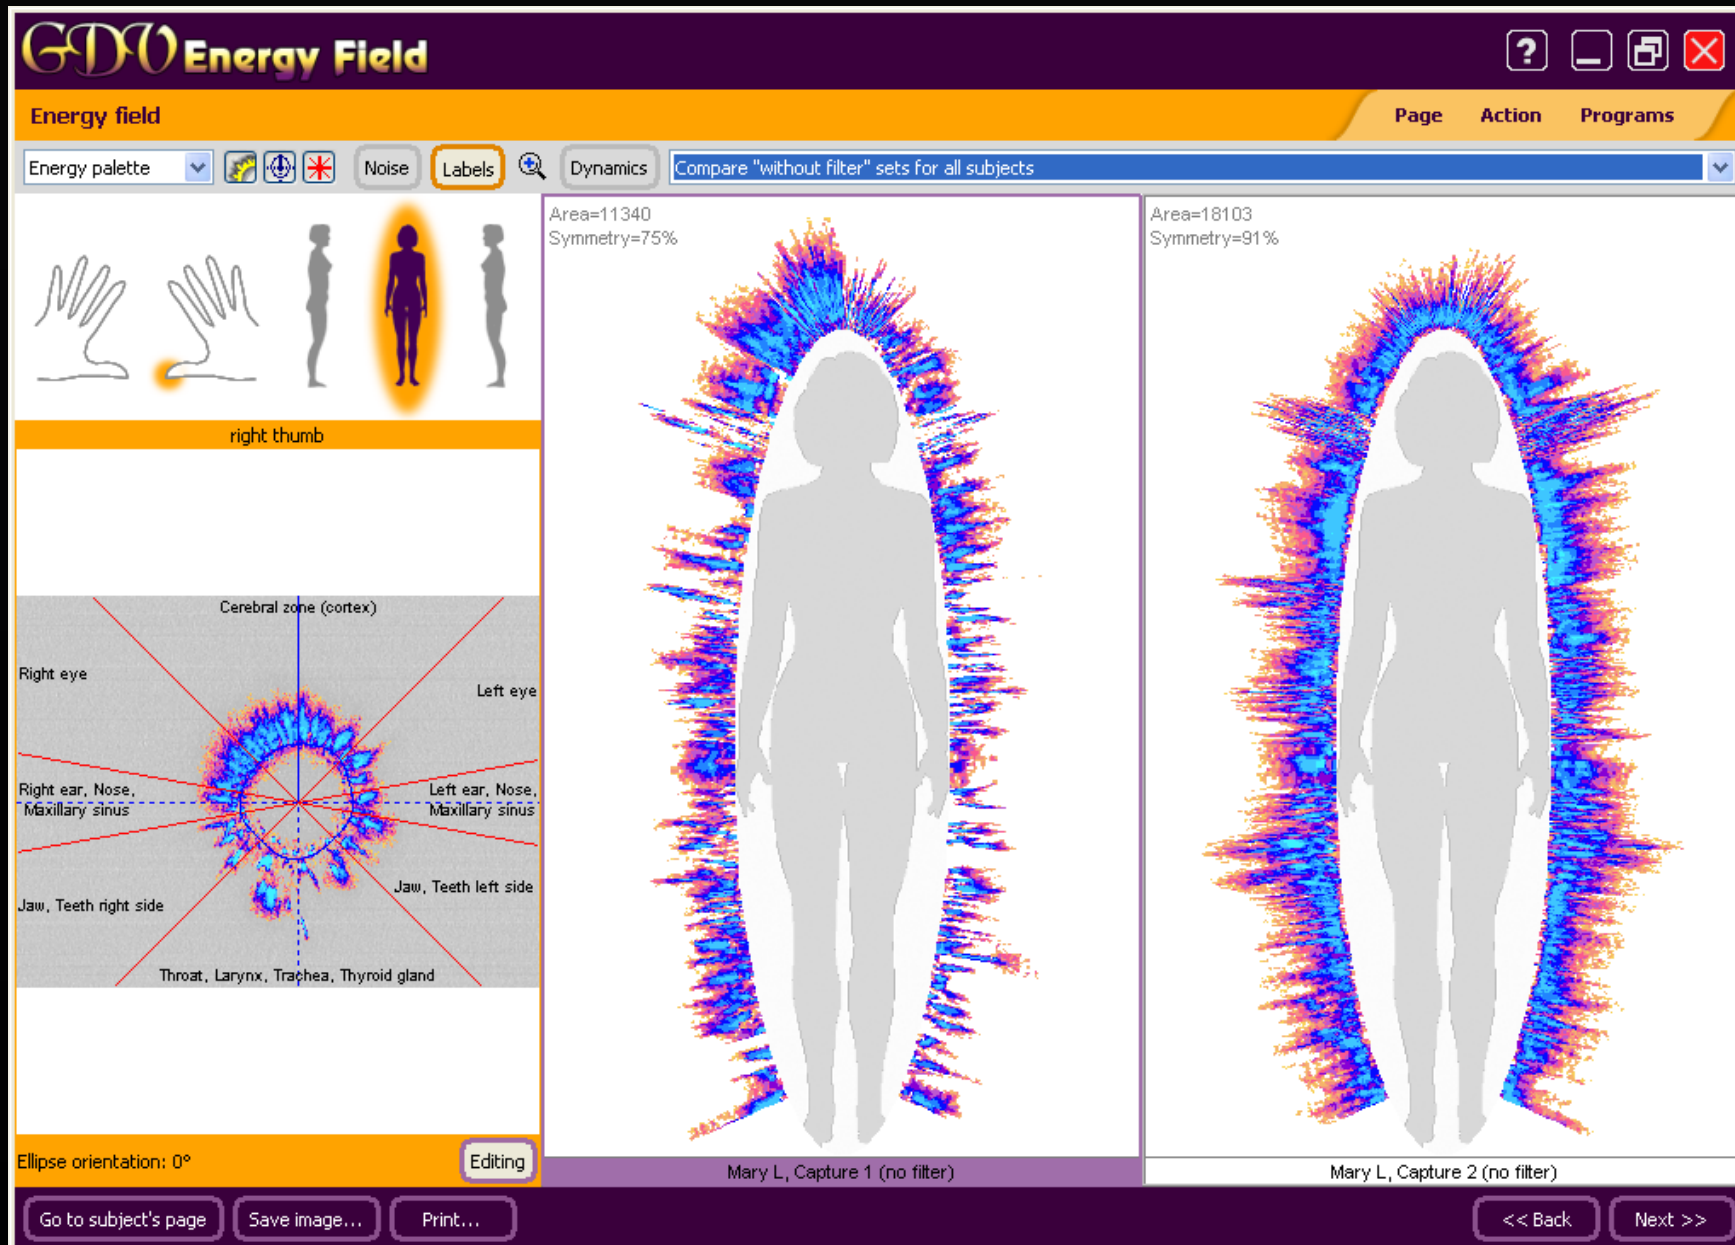 GDV Energy Field
?
Energy field
Page Action Programs
Energy palette
Noise
Labels
Dynamics
Compare "without filter" sets for all subjects
right thumb
Cerebral zone (cortex)
Right eye
Left eye
Right ear, Nose,
Maxillary sinus
Left ear, Nose,
Maxillary sinus
Jaw, Teeth left side
Jaw, Teeth right side
Throat, Larynx, Trachea, Thyroid gland
Ellipse orientation: 0°
Editing
Area=11340
Symmetry=75%
Mary L, Capture 1 (no filter)
Area=18103
Symmetry=91%
Mary L, Capture 2 (no filter)
Go to subject's page
Save image...
Print...
<< Back
Next >>